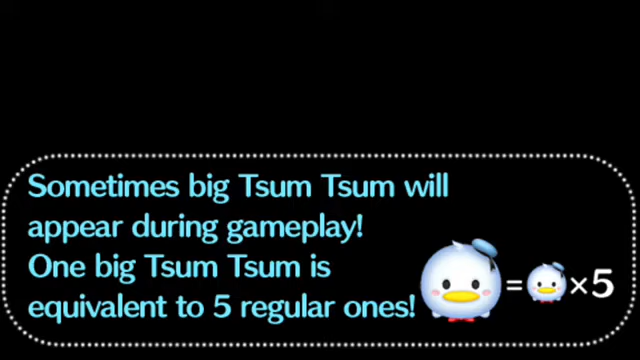 Sometimes big Tsum Tsum will
appear during gameplay!
One big Tsum Tsum is
equivalent to 5 regular ones!
=×5